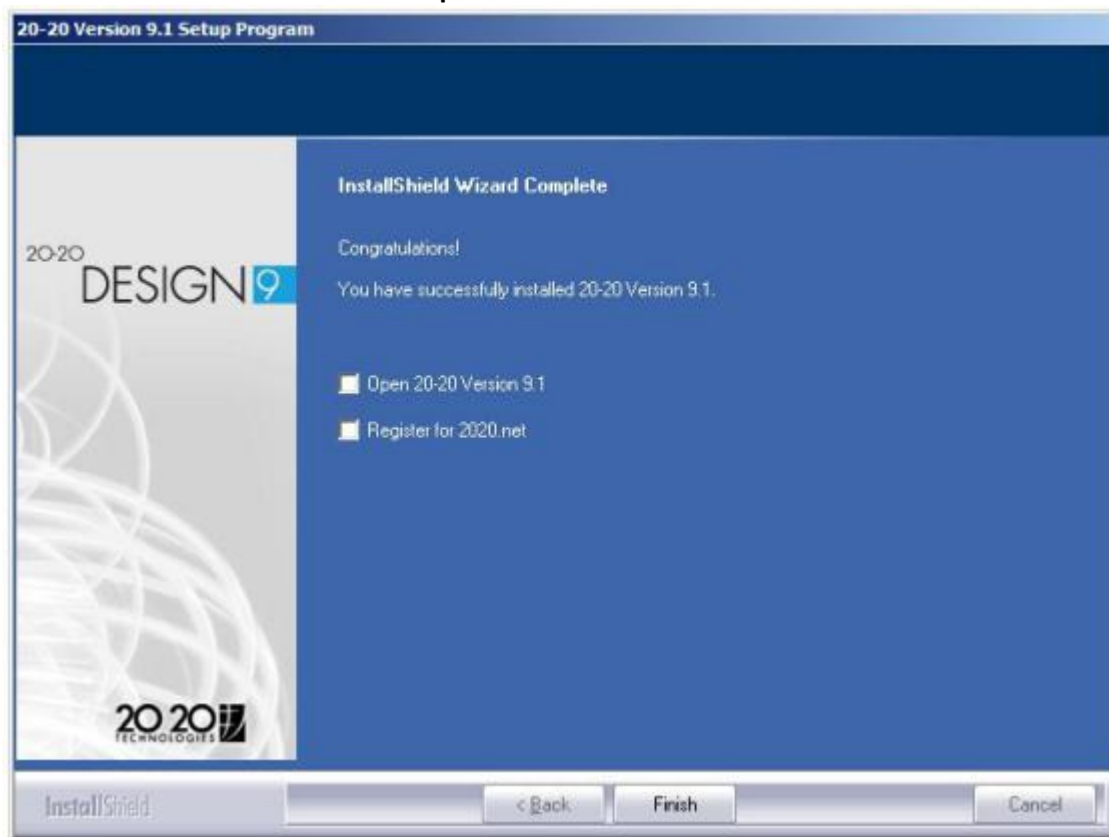 20-20 Version 9.1 Setup Program
InstallShield Wizard Complete
Congratulations!
You have successfully installed 20-20 Version 9.1.
20-20
DESIGN 9
Open 20-20 Version 9.1
Register for 2020.net
20 20
TECHNOLOGIES
InstallShield
< Back
Finish
Cancel